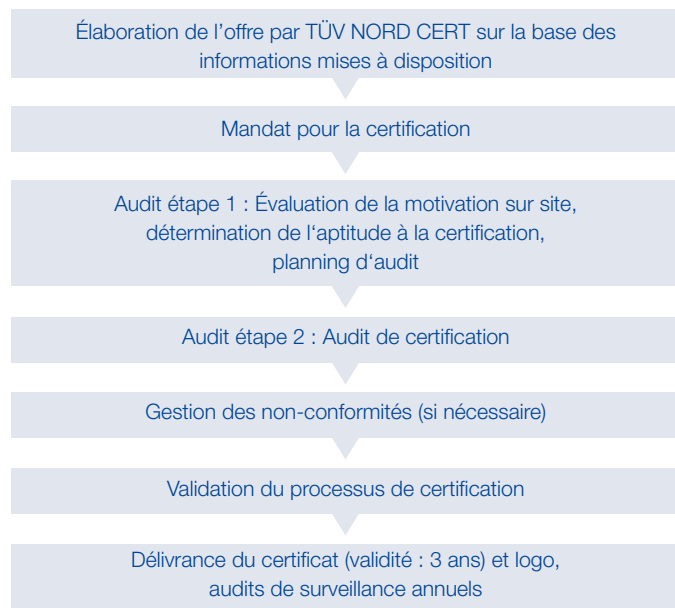 Élaboration de l’offre par TÜV NORD CERT sur la base des
informations mises à disposition
Mandat pour la certification
Audit étape 1 : Évaluation de la motivation sur site,
détermination de l‘aptitude à la certification,
planning d‘audit
Audit étape 2 : Audit de certification
Gestion des non-conformités (si nécessaire)
Validation du processus de certification
Délivrance du certificat (validité : 3 ans) et logo,
audits de surveillance annuels